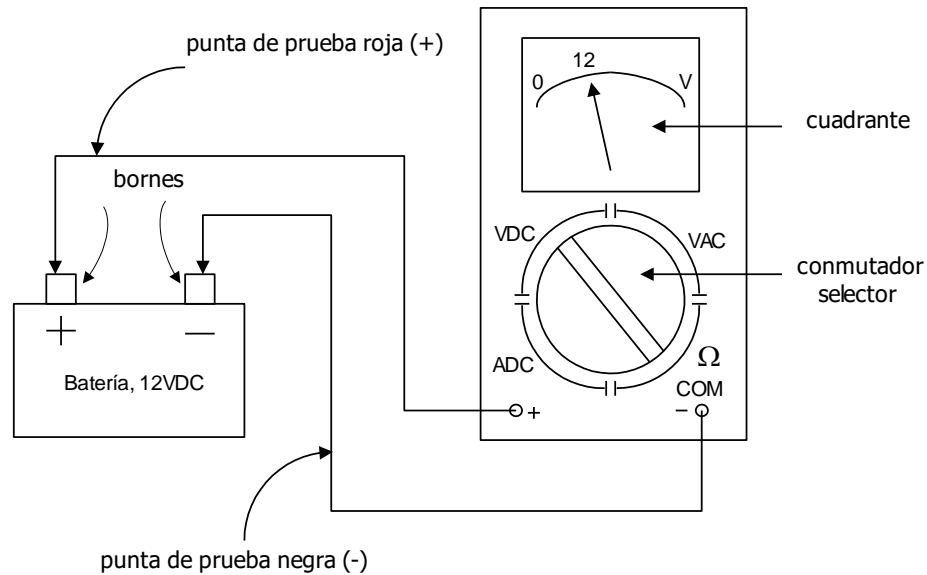 punta de prueba roja (+)
12
0
V
cuadrante
bornes
VDC
VAC
conmutador
selector
+
—
Batería, 12VDC
ADC
Ω
COM
+
−
punta de prueba negra (-)